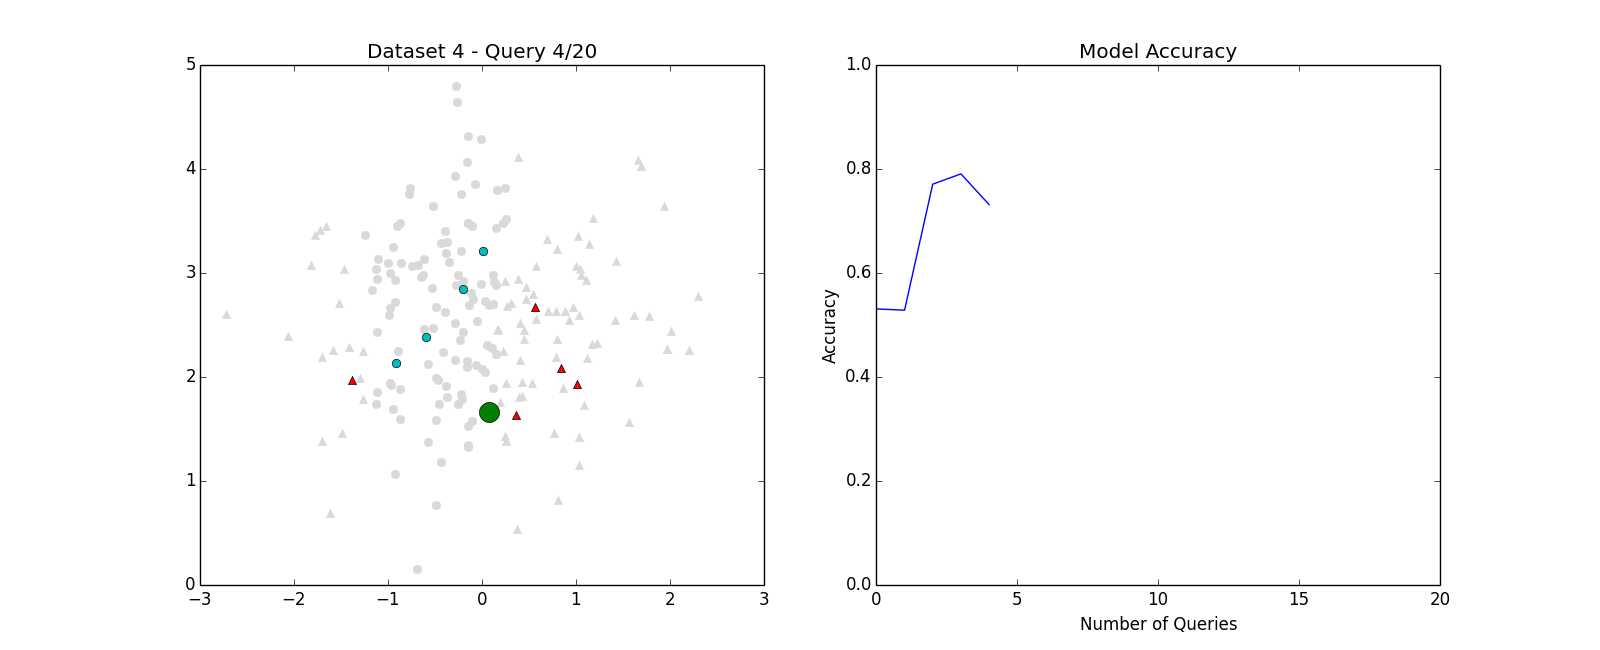 Dataset 4 - Query 4/20
5
4
3
2
1
0
−3 −2 −1 0 1 2 3
Model Accuracy
1.0
0.8
0.6
0.4
0.2
0.0
Accuracy
0 5 10 15 20
Number of Queries